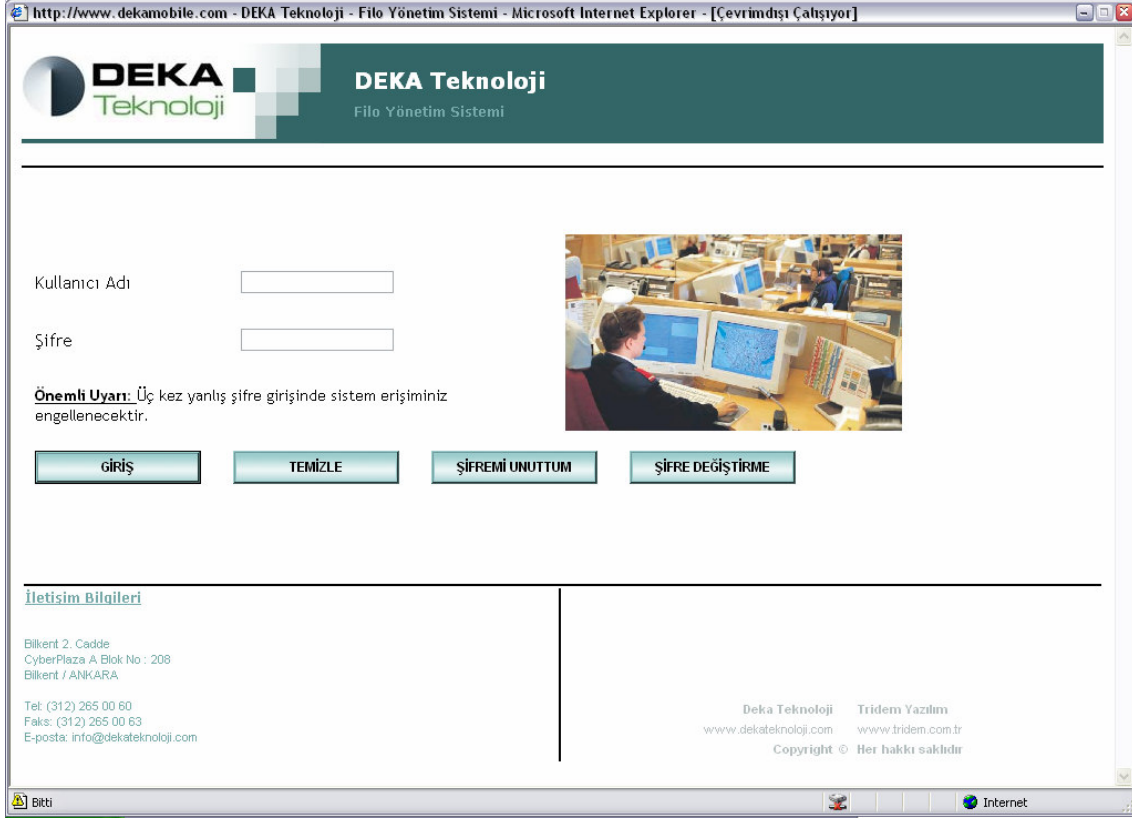 http://www.dekamobile.com - DEKA Teknoloji - Filo Yönetim Sistemi - Microsoft Internet Explorer - [Çevrimdışı Çalışıyor]
DEKA
Teknoloji
DEKA Teknoloji
Filo Yönetim Sistemi
Kullanıcı Adı
Şifre
Önemli Uyarı: Üç kez yanlış şifre girişinde sistem erişiminiz
engellenecektir.
GİRİŞ
TEMİZLE
ŞİFREMİ UNUTTUM
ŞİFRE DEĞİŞTİRME
İletişim Bilgileri
Bilkent 2. Cadde
CyberPlaza A Blok No : 208
Bilkent / ANKARA
Tel: (312) 265 00 60
Faks: (312) 265 00 63
E-posta: info@dekateknoloji.com
Deka Teknoloji Tridem Yazılım
www.dekateknoloji.com www.tridem.com.tr
Copyright © Her hakkı saklıdır
Bitti
Internet